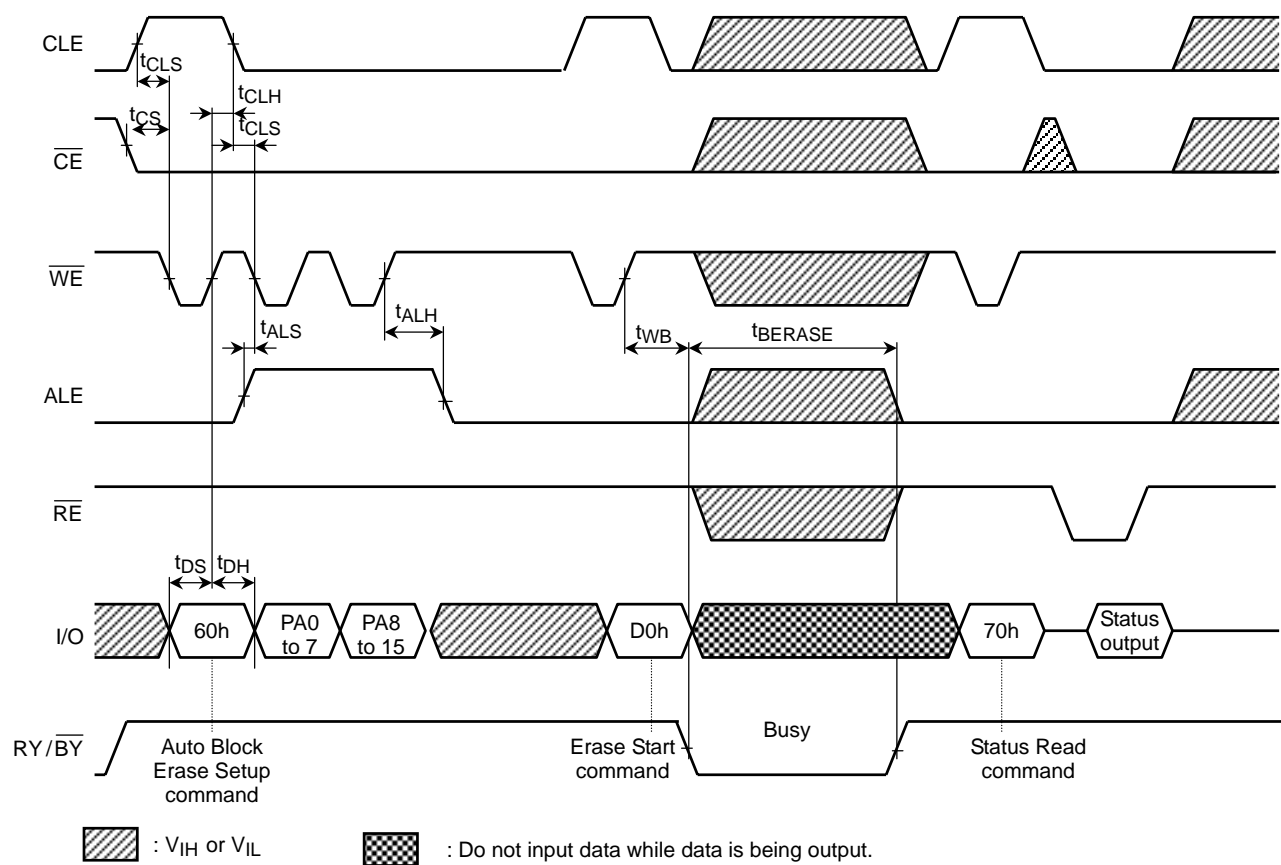 CLE
tCLS
tCLH
tCS
tCLS
CE
WE
tALS
tALH
tWB
tBERASE
ALE
RE
tDS
tDH
I/O
60h
PA0
to 7
PA8
to 15
D0h
70h
Status
output
RY/BY
Busy
Auto Block
Erase Setup
command
Erase Start
command
Status Read
command
: VIH or VIL
: Do not input data while data is being output.